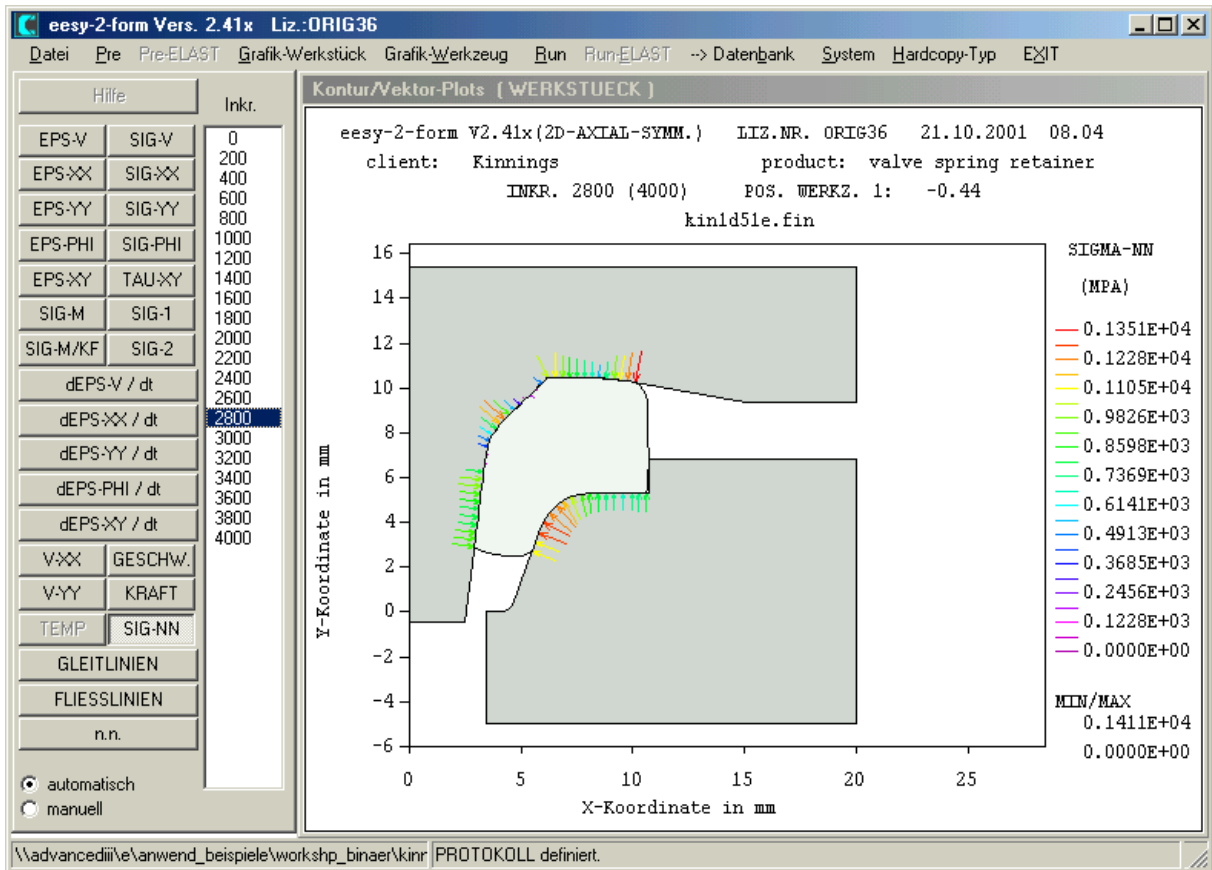 eesy-2-form Vers. 2.41x Liz.:ORIG36
Datei Pre Pre-ELAST Grafik-Werkstück Grafik-Werkzeug Run Run-ELAST --> Datenbank System Hardcopy-Typ EXIT
Hilfe
Inkr.
EPS-V SIG-V
EPS-XX SIG-XX
EPS-YY SIG-YY
EPS-PHI SIG-PHI
EPS-XY TAU-XY
SIG-M SIG-1
SIG-M/KF SIG-2
dEPS-V / dt
dEPS-XX / dt
dEPS-YY / dt
dEPS-PHI / dt
dEPS-XY / dt
V-XX GESCHW.
V-YY KRAFT
TEMP SIG-NN
GLEITLINIEN
FLIESSLINIEN
n.n.
automatisch
manuell
0
200
400
600
800
1000
1200
1400
1600
1800
2000
2200
2400
2600
2800
3000
3200
3400
3600
3800
4000
Kontur/Vektor-Plots ( WERKSTUECK )
eesy-2-form V2.41x(2D-AXIAL-SYMM.) LIZ.NR. ORIG36 21.10.2001 08.04
client: Kinnings product: valve spring retainer
INKR. 2800 (4000) POS. WERKZ. 1: -0.44
kin1d51e.fin
16
14
12
10
8
6
4
2
0
-2
-4
-6
Y-Koordinate in mm
0 5 10 15 20 25
X-Koordinate in mm
SIGMA-NN
(MPA)
0.1351E+04
0.1228E+04
0.1105E+04
0.9826E+03
0.8598E+03
0.7369E+03
0.6141E+03
0.4913E+03
0.3685E+03
0.2456E+03
0.1228E+03
0.0000E+00
MIN/MAX
0.1411E+04
0.0000E+00
\\advancediii\e\anwend_beispiele\workshp_binaer\kinr PROTOKOLL definiert.